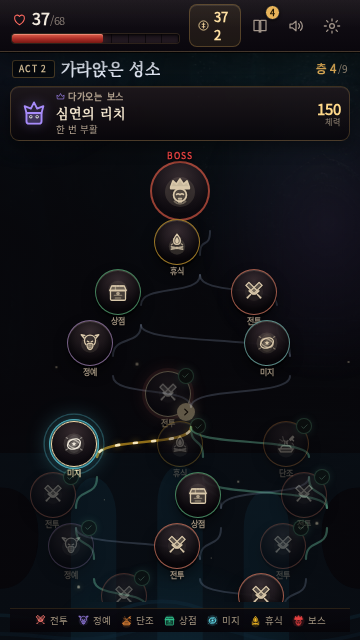 37/68
37
2
4
ACT 2 가라앉은 성소 층 4/9
다가오는 보스
심연의 리치
한 번 부활
150
체력
BOSS
휴식
상점 전투
정예 미지
전투
미지 휴식 단조
전투 상점 전투
정예 전투 전투
전투 정예 단조 상점 미지 휴식 보스